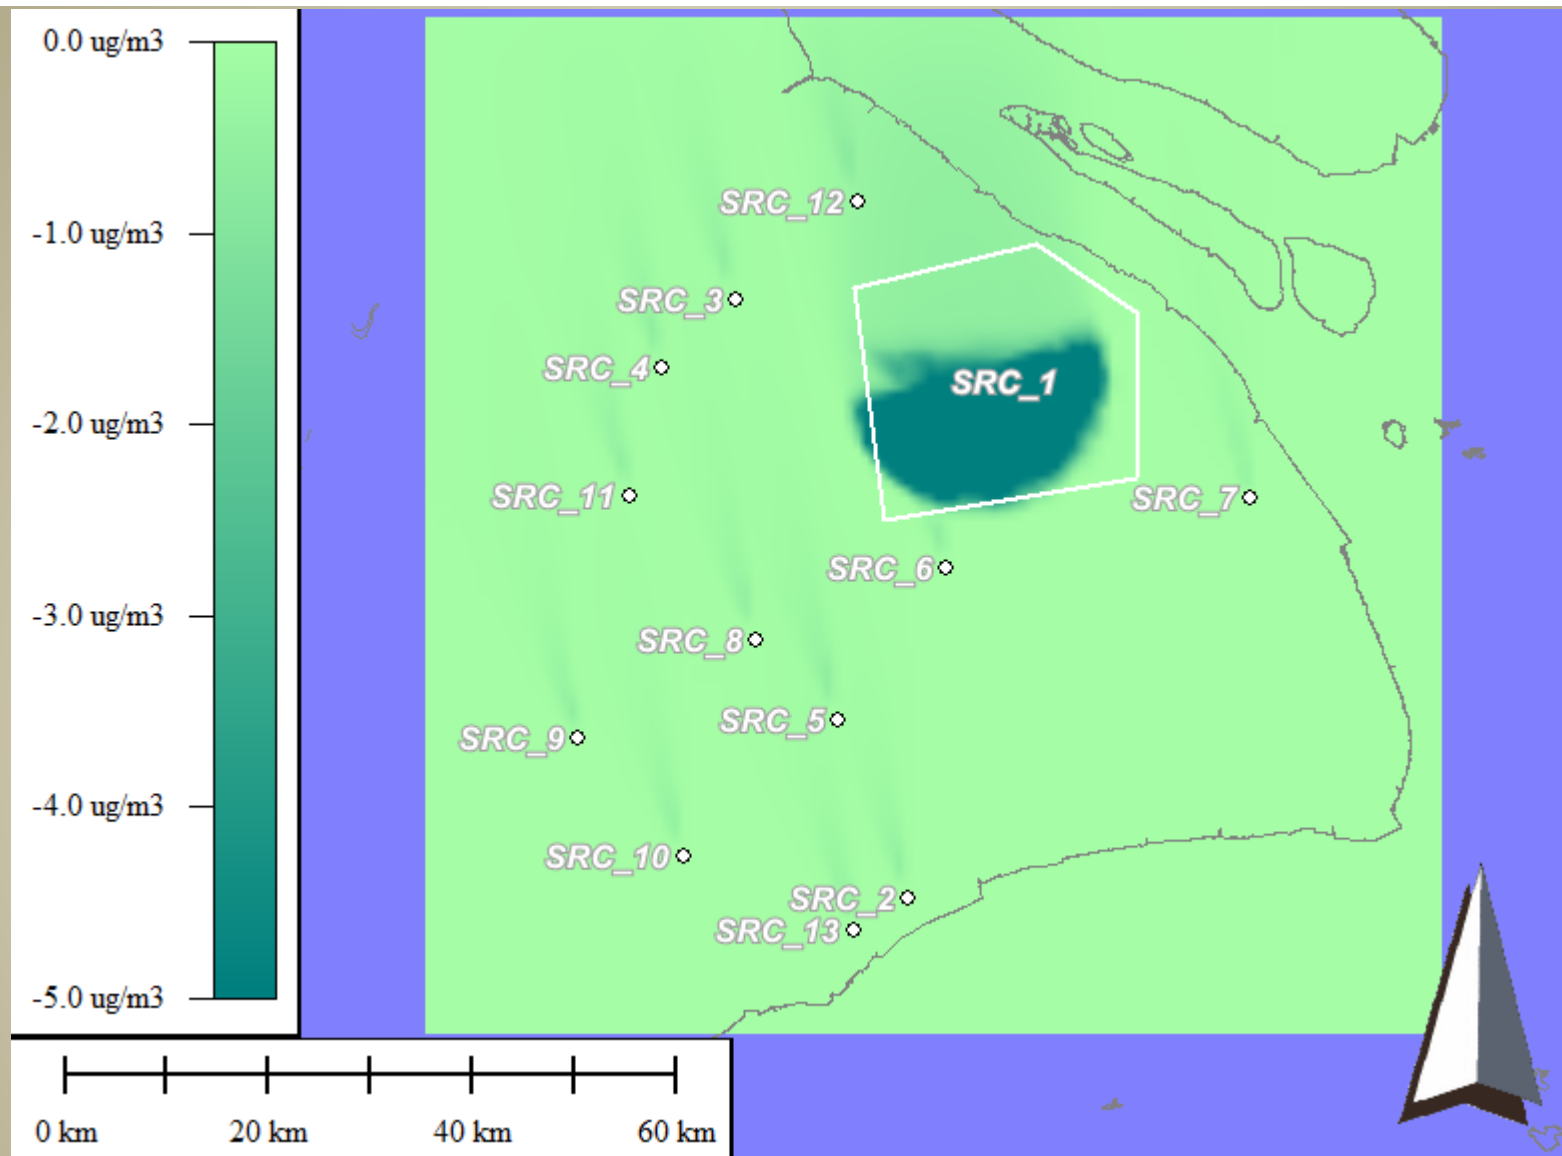 0.0 ug/m3
-1.0 ug/m3
-2.0 ug/m3
-3.0 ug/m3
-4.0 ug/m3
-5.0 ug/m3
SRC_12
SRC_3
SRC_4
SRC_1
SRC_11
SRC_7
SRC_6
SRC_8
SRC_5
SRC_9
SRC_10
SRC_2
SRC_13
0 km 20 km 40 km 60 km